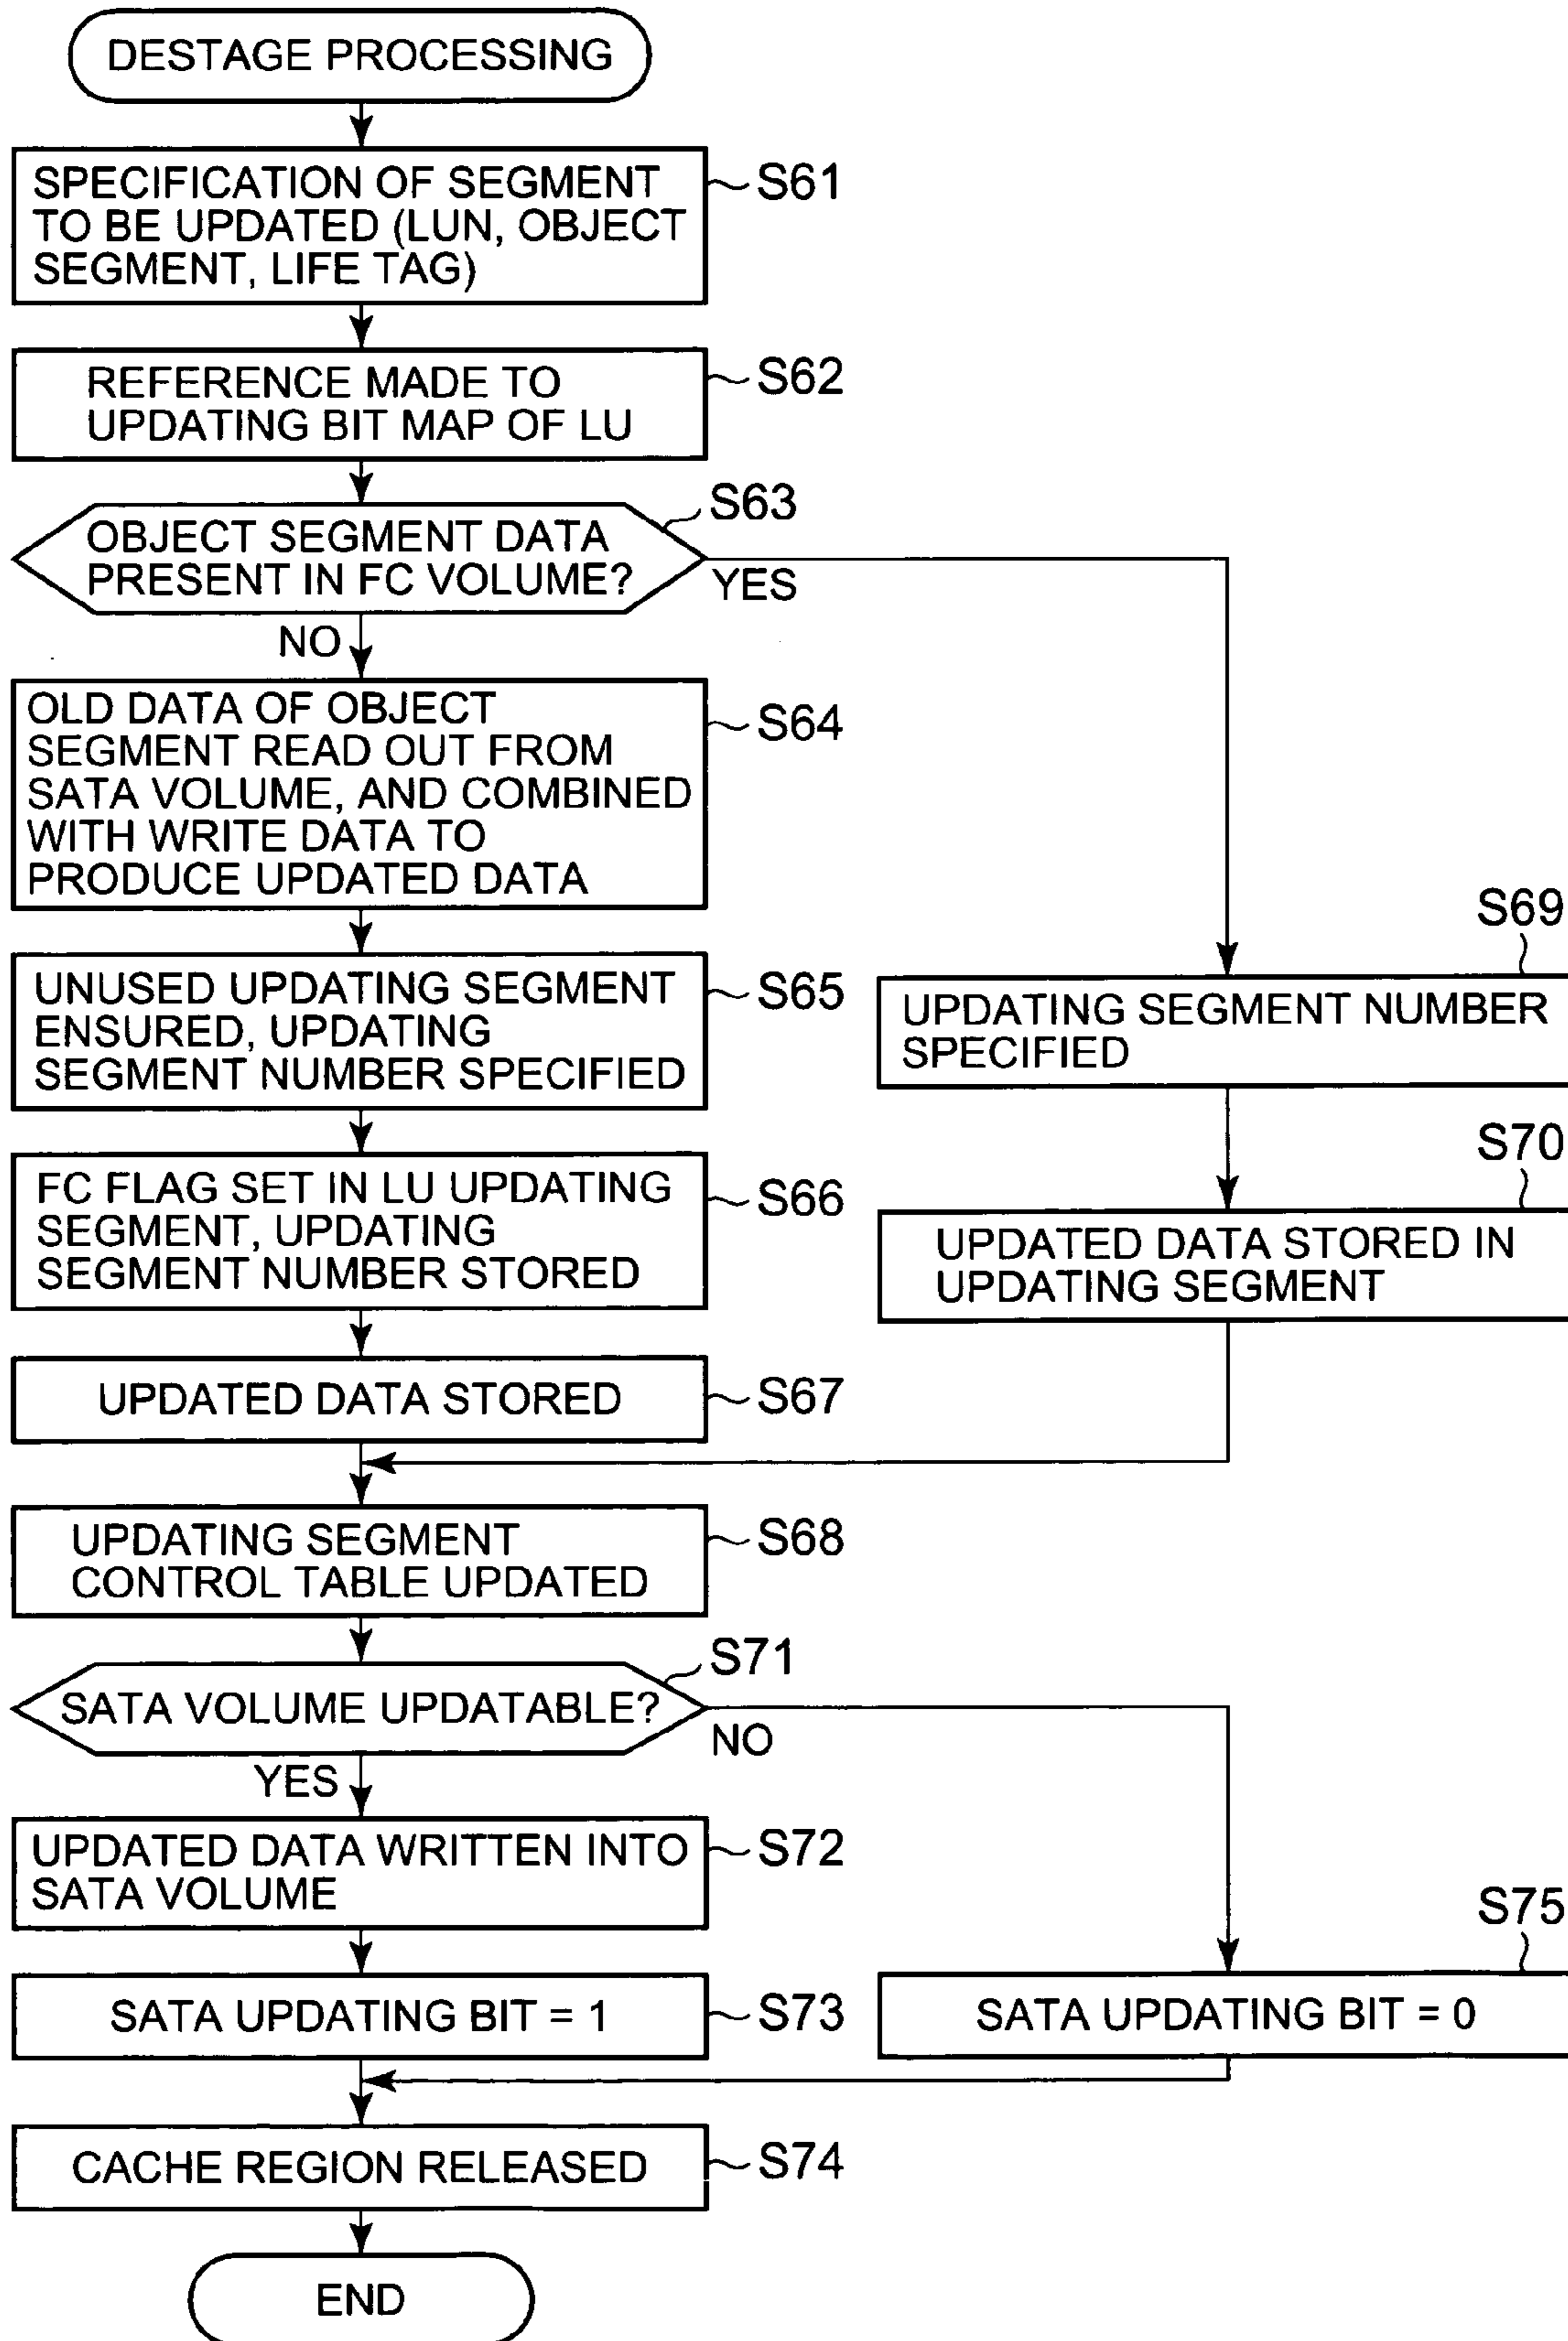 DESTAGE PROCESSING
SPECIFICATION OF SEGMENT
TO BE UPDATED (LUN, OBJECT
SEGMENT, LIFE TAG)
S61
REFERENCE MADE TO
UPDATING BIT MAP OF LU
S62
OBJECT SEGMENT DATA
PRESENT IN FC VOLUME?
S63
YES
NO
OLD DATA OF OBJECT
SEGMENT READ OUT FROM
SATA VOLUME, AND COMBINED
WITH WRITE DATA TO
PRODUCE UPDATED DATA
S64
UNUSED UPDATING SEGMENT
ENSURED, UPDATING
SEGMENT NUMBER SPECIFIED
S65
S69
UPDATING SEGMENT NUMBER
SPECIFIED
FC FLAG SET IN LU UPDATING
SEGMENT, UPDATING
SEGMENT NUMBER STORED
S66
S70
UPDATED DATA STORED IN
UPDATING SEGMENT
UPDATED DATA STORED
S67
UPDATING SEGMENT
CONTROL TABLE UPDATED
S68
SATA VOLUME UPDATABLE?
S71
NO
YES
UPDATED DATA WRITTEN INTO
SATA VOLUME
S72
SATA UPDATING BIT = 1
S73
S75
SATA UPDATING BIT = 0
CACHE REGION RELEASED
S74
END